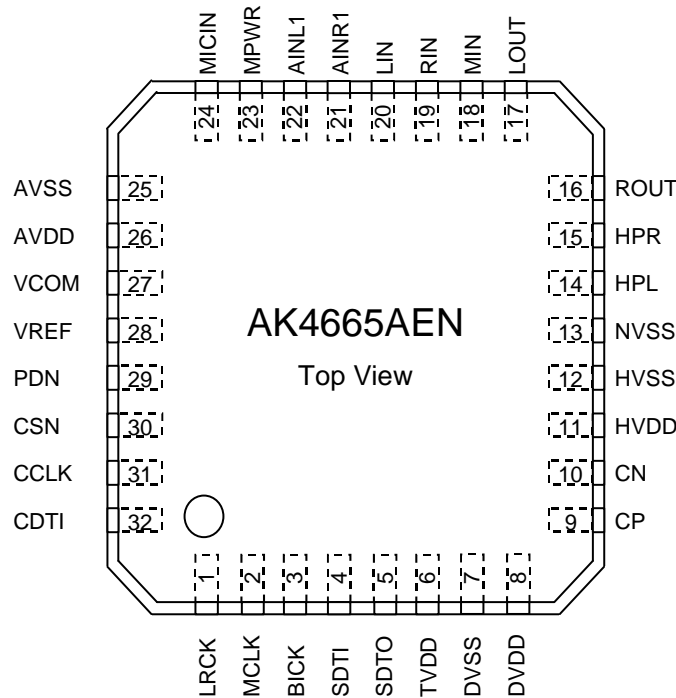 MICIN
MPWR
AINL1
AINR1
LIN
RIN
MIN
LOUT
24
23
22
21
20
19
18
17
AVSS 25
16 ROUT
AVDD 26
15 HPR
VCOM 27
14 HPL
VREF 28
13 NVSS
PDN 29
12 HVSS
CSN 30
11 HVDD
CCLK 31
10 CN
CDTI 32
9 CP
AK4665AEN
Top View
1
2
3
4
5
6
7
8
LRCK
MCLK
BICK
SDTI
SDTO
TVDD
DVSS
DVDD